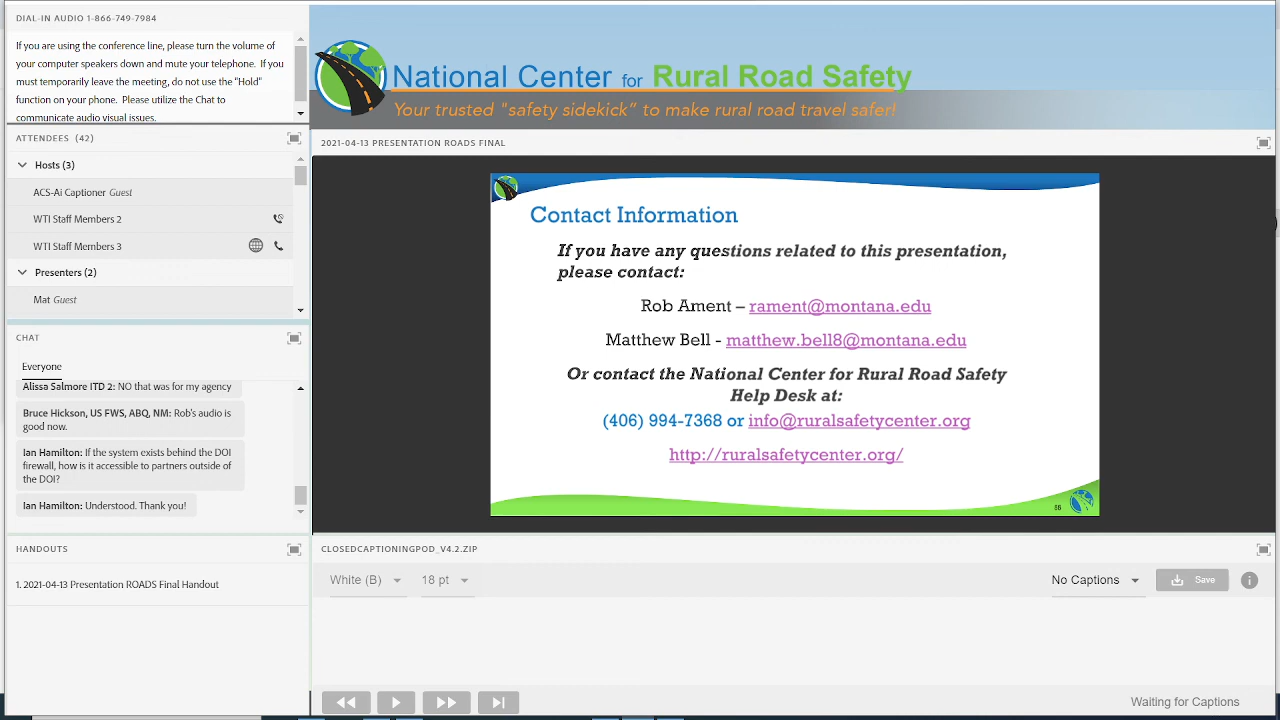 DIAL-IN AUDIO 1-866-749-7984
If you are using the conference line, please turn the volume of
your computer speakers down and mute your telephone. If you
must temporarily leave the meeting, do not use the "Hold"
function on your phone. Please utilize the Chat to
communicate audio visual issues.
ATTENDEES (42)
Hosts (3)
ACS-Ai Captioner Guest
WTI Staff Members 2
WTI Staff Members 3
Presenters (2)
Mat Guest
CHAT
Everyone
Alissa Salmore ITD 2: NO that was for my agency
Bruce Hickson, US FWS, ABQ, NM: Rob's audio is
good now.
Ian Hamilton: If the system exists behind the DOI
firewall, how is it accessible to partners outside of
the DOI?
Ian Hamilton: Understood. Thank you!
HANDOUTS
1. 2021-04-13 Presentation ROADS Final Handout
National Center for Rural Road Safety
Your trusted "safety sidekick" to make rural road travel safer!
2021-04-13 PRESENTATION ROADS FINAL
Contact Information
If you have any questions related to this presentation,
please contact:
Rob Ament – rament@montana.edu
Matthew Bell - matthew.bell8@montana.edu
Or contact the National Center for Rural Road Safety
Help Desk at:
(406) 994-7368 or info@ruralsafetycenter.org
http://ruralsafetycenter.org/
88
CLOSEDCAPTIONINGPOD_V4.2.ZIP
White (B)
18 pt
No Captions
Save
Waiting for Captions